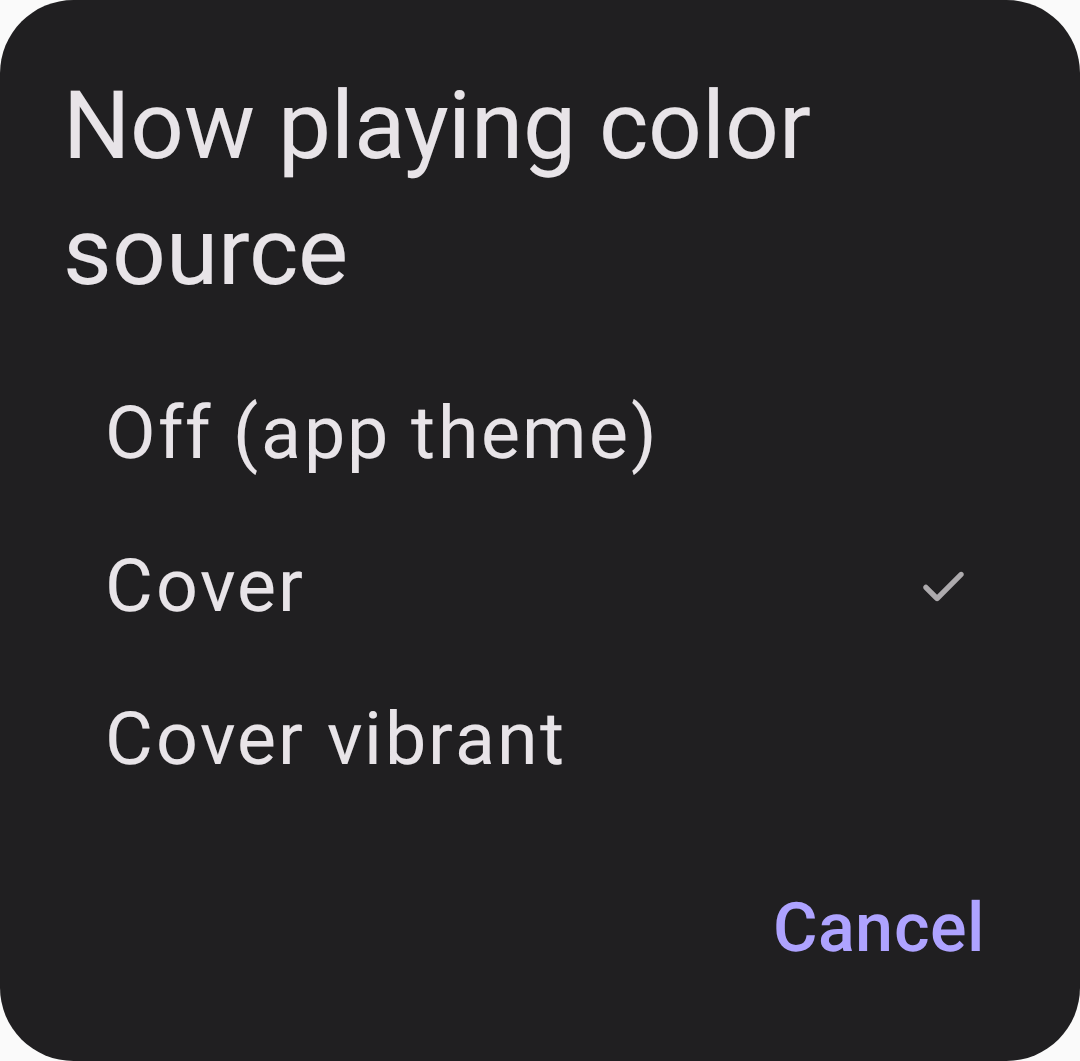 Now playing color
source
Off (app theme)
Cover
Cover vibrant
Cancel